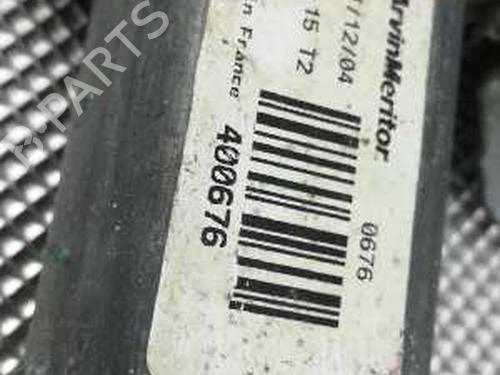 ArvinMeritor
/12/04
15 T2
n France
400676
0676
B-PARTS